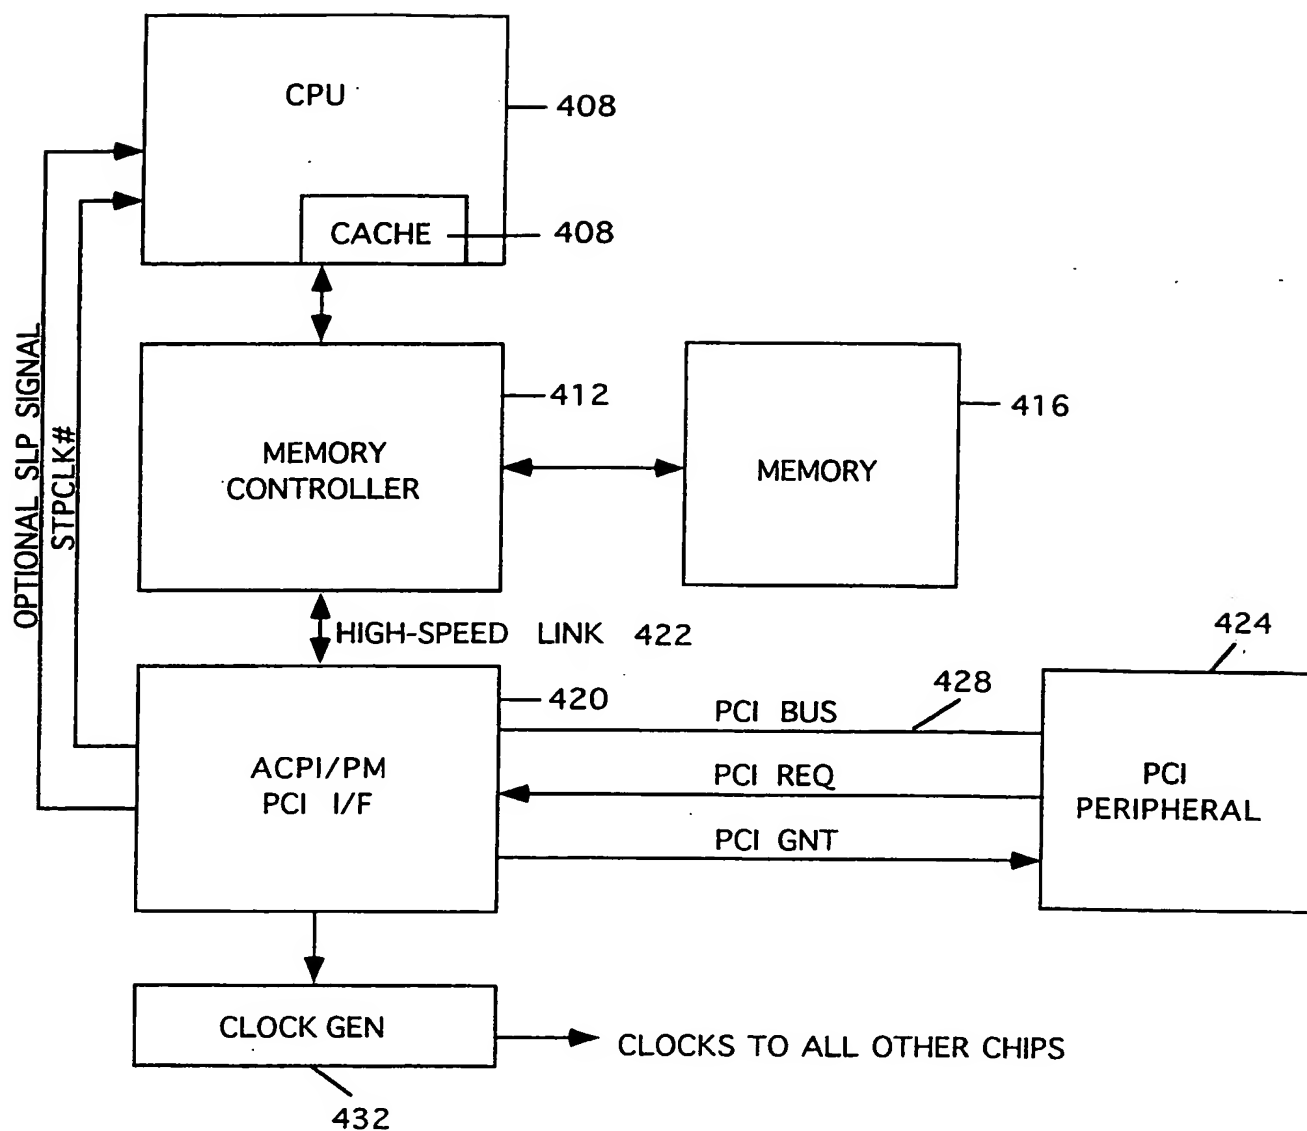 CPU
408
CACHE
408
OPTIONAL SLP SIGNAL
STPCLK#
412
MEMORY
CONTROLLER
416
MEMORY
HIGH-SPEED LINK 422
424
420
428
PCI BUS
ACPI/PM
PCI I/F
PCI REQ
PCI
PERIPHERAL
PCI GNT
CLOCK GEN
CLOCKS TO ALL OTHER CHIPS
432